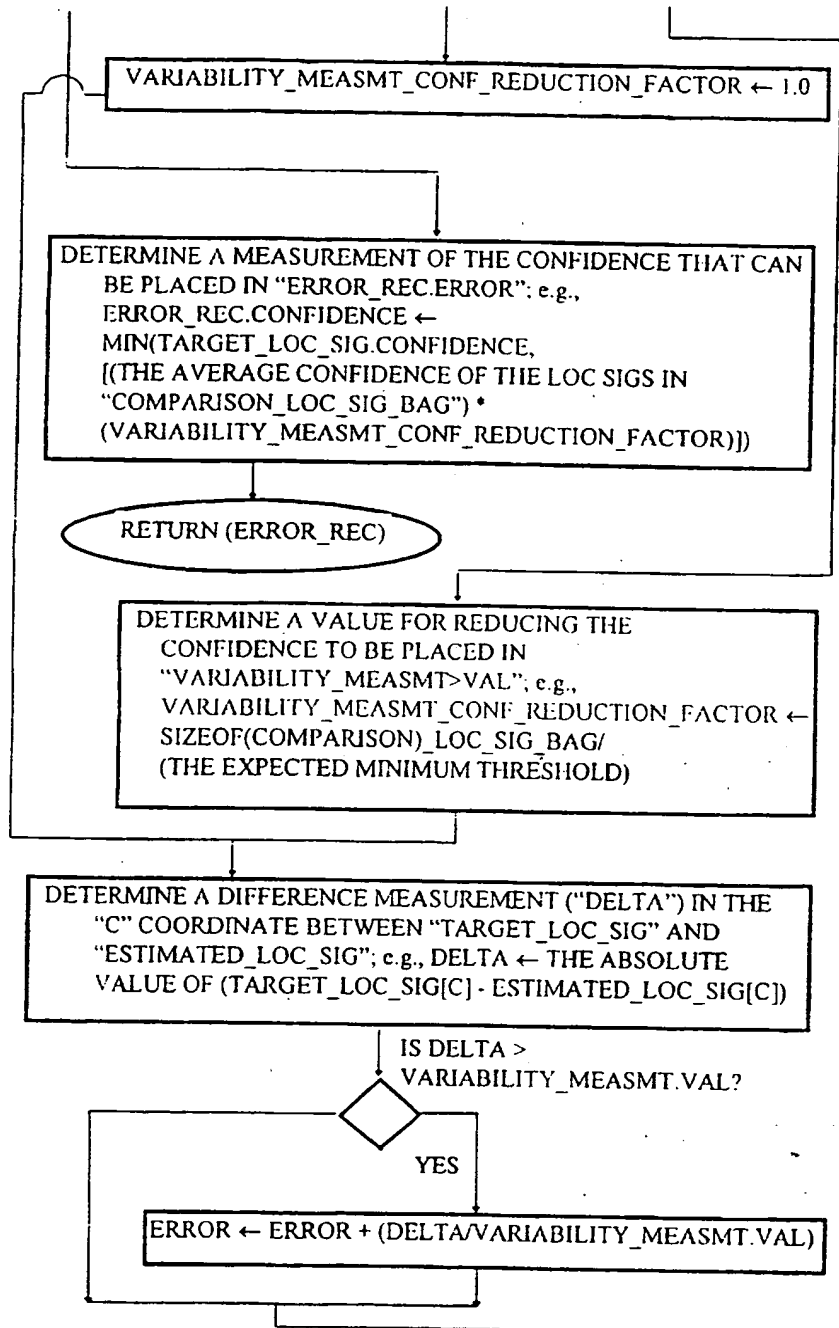 VARIABILITY_MEASMT_CONF_REDUCTION_FACTOR ← 1.0
DETERMINE A MEASUREMENT OF THE CONFIDENCE THAT CAN
BE PLACED IN “ERROR_REC.ERROR”; e.g.,
ERROR_REC.CONFIDENCE ←
MIN(TARGET_LOC_SIG.CONFIDENCE,
[(THE AVERAGE CONFIDENCE OF THE LOC SIGS IN
“COMPARISON_LOC_SIG_BAG”) *
(VARIABILITY_MEASMT_CONF_REDUCTION_FACTOR)])
RETURN (ERROR_REC)
DETERMINE A VALUE FOR REDUCING THE
CONFIDENCE TO BE PLACED IN
“VARIABILITY_MEASMT>VAL”; e.g.,
VARIABILITY_MEASMT_CONF_REDUCTION_FACTOR ←
SIZEOF(COMPARISON)_LOC_SIG_BAG/
(THE EXPECTED MINIMUM THRESHOLD)
DETERMINE A DIFFERENCE MEASUREMENT (“DELTA”) IN THE
“C” COORDINATE BETWEEN “TARGET_LOC_SIG” AND
“ESTIMATED_LOC_SIG”; e.g., DELTA ← THE ABSOLUTE
VALUE OF (TARGET_LOC_SIG[C] - ESTIMATED_LOC_SIG[C])
IS DELTA >
VARIABILITY_MEASMT.VAL?
YES
ERROR ← ERROR + (DELTA/VARIABILITY_MEASMT.VAL)